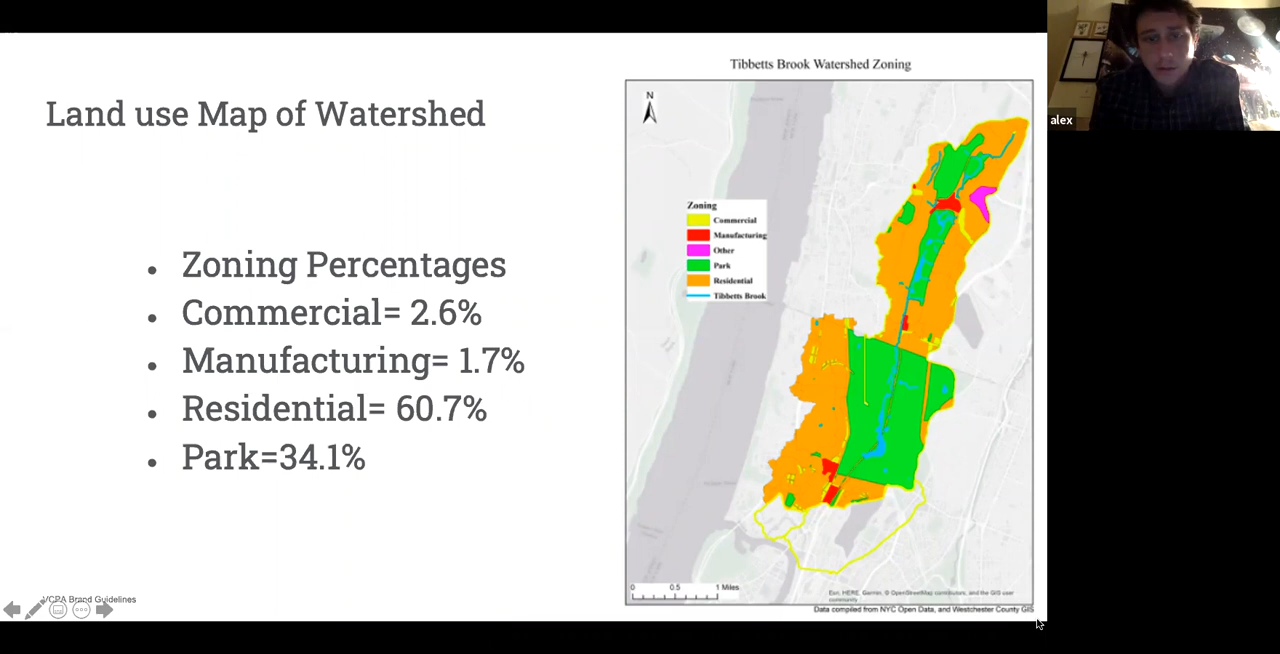 Land use Map of Watershed
Zoning Percentages
Commercial= 2.6%
Manufacturing= 1.7%
Residential= 60.7%
Park=34.1%
VCPA Brand Guidelines
Tibbetts Brook Watershed Zoning
N
Zoning
Commercial
Manufacturing
Other
Park
Residential
Tibbetts Brook
0 0.5 1 Miles
Esri, HERE, Garmin, © OpenStreetMap contributors, and the GIS user
community
Data compiled from NYC Open Data, and Westchester County GIS
alex